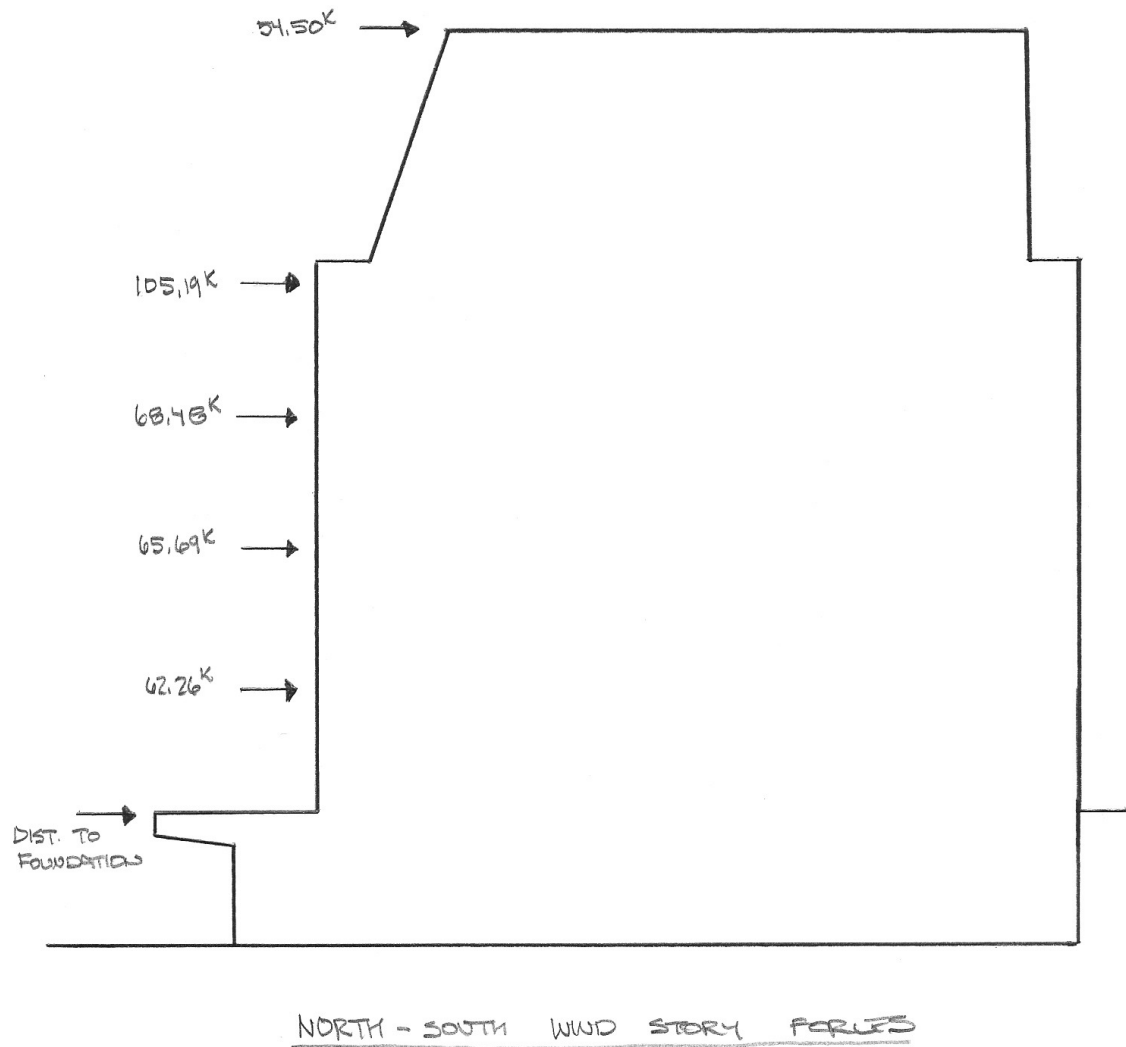 54.50K
105.19K
68.48K
65.69K
62.26K
DIST. TO
FOUNDATION
NORTH - SOUTH WIND STORY FORCES